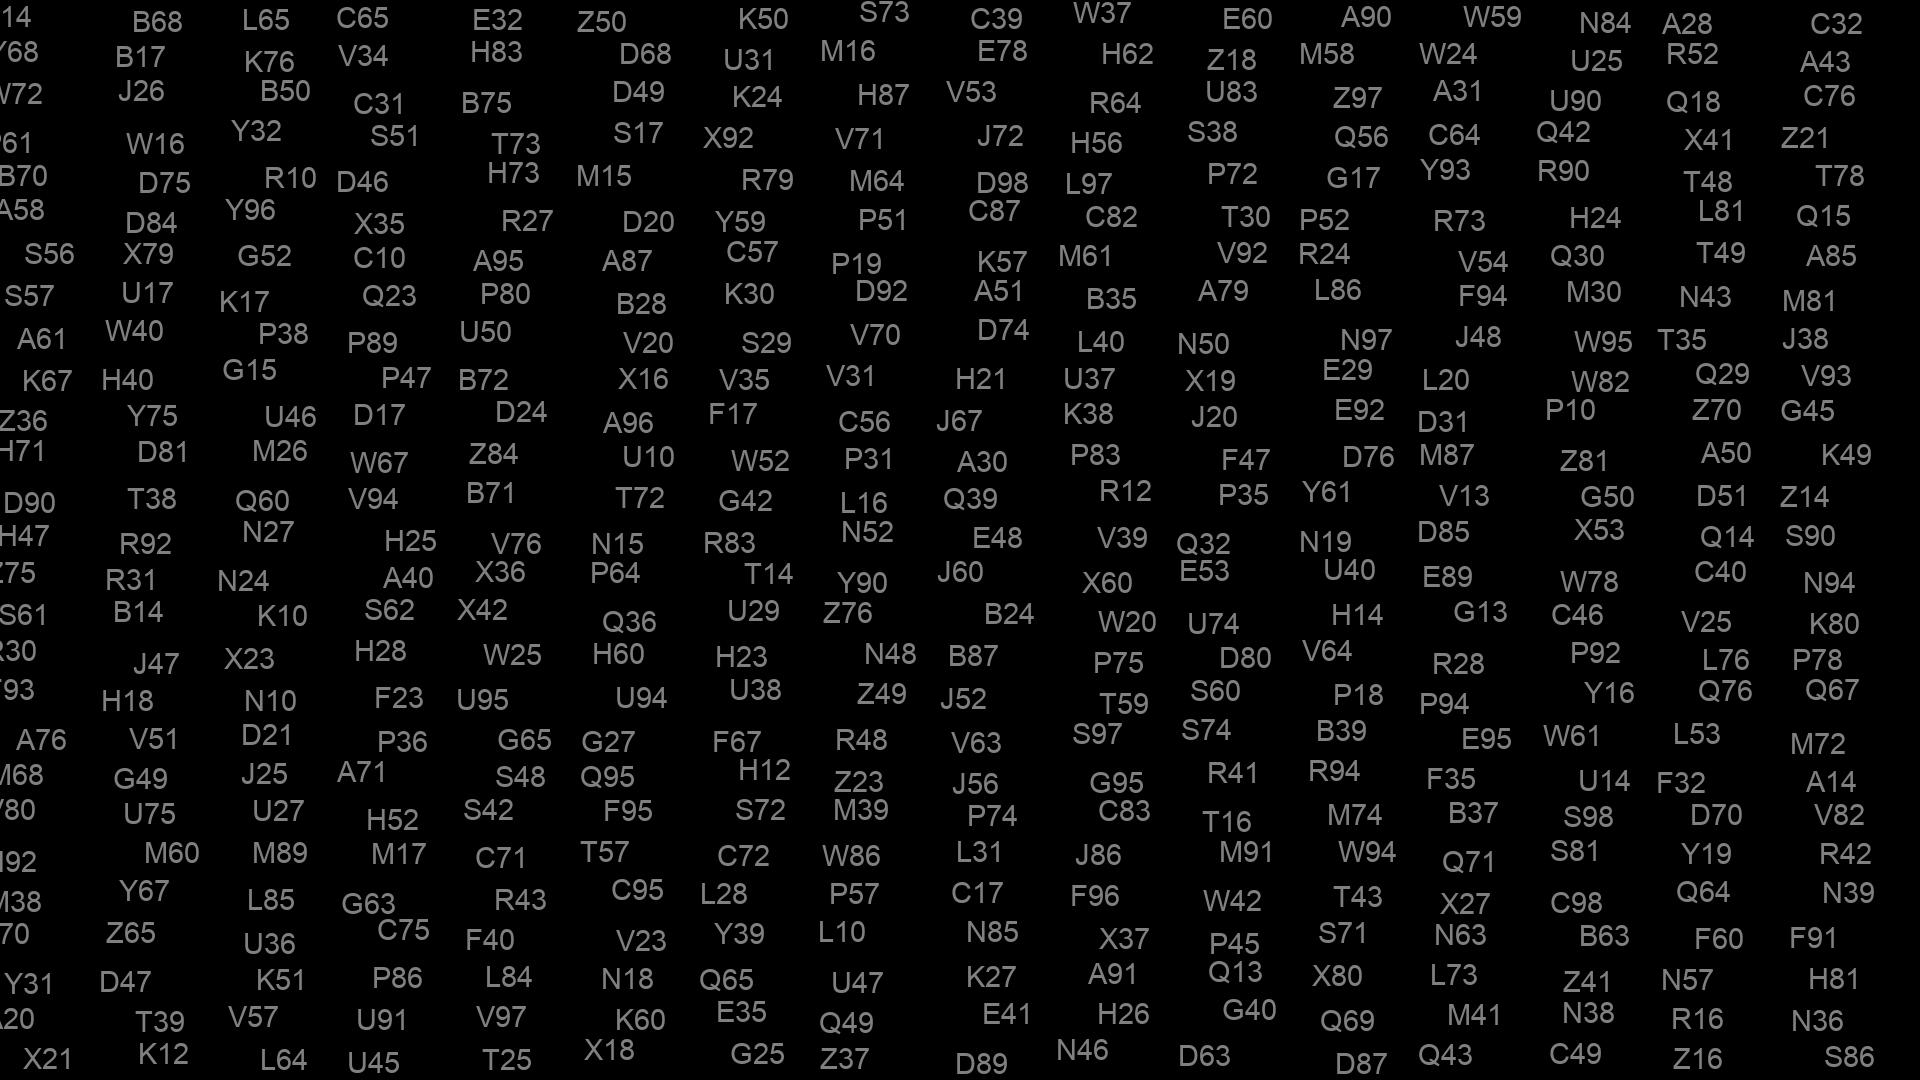 14 B68 L65 C65 E32 Z50 K50 S73 C39 W37 E60 A90 W59 N84 A28 C32
Y68 B17 K76 V34 H83 D68 U31 M16 E78 H62 Z18 M58 W24 U25 R52 A43
W72 J26 B50 C31 B75 D49 K24 H87 V53 R64 U83 Z97 A31 U90 Q18 C76
61 W16 Y32 S51 T73 S17 X92 V71 J72 H56 S38 Q56 C64 Q42 X41 Z21
B70 D75 R10 D46 H73 M15 R79 M64 D98 L97 P72 G17 Y93 R90 T48 T78
A58 D84 Y96 X35 R27 D20 Y59 P51 C87 C82 T30 P52 R73 H24 L81 Q15
S56 X79 G52 C10 A95 A87 C57 P19 K57 M61 V92 R24 V54 Q30 T49 A85
S57 U17 K17 Q23 P80 B28 K30 D92 A51 B35 A79 L86 F94 M30 N43 M81
A61 W40 P38 P89 U50 V20 S29 V70 D74 L40 N50 N97 J48 W95 T35 J38
K67 H40 G15 P47 B72 X16 V35 V31 H21 U37 X19 E29 L20 W82 Q29 V93
Z36 Y75 U46 D17 D24 A96 F17 C56 J67 K38 J20 E92 D31 P10 Z70 G45
H71 D81 M26 W67 Z84 U10 W52 P31 A30 P83 F47 D76 M87 Z81 A50 K49
D90 T38 Q60 V94 B71 T72 G42 L16 Q39 R12 P35 Y61 V13 G50 D51 Z14
H47 R92 N27 H25 V76 N15 R83 N52 E48 V39 Q32 N19 D85 X53 Q14 S90
Z75 R31 N24 A40 X36 P64 T14 Y90 J60 X60 E53 U40 E89 W78 C40 N94
S61 B14 K10 S62 X42 Q36 U29 Z76 B24 W20 U74 H14 G13 C46 V25 K80
R30 J47 X23 H28 W25 H60 H23 N48 B87 P75 D80 V64 R28 P92 L76 P78
93 H18 N10 F23 U95 U94 U38 Z49 J52 T59 S60 P18 P94 Y16 Q76 Q67
A76 V51 D21 P36 G65 G27 F67 R48 V63 S97 S74 B39 E95 W61 L53 M72
M68 G49 J25 A71 S48 Q95 H12 Z23 J56 G95 R41 R94 F35 U14 F32 A14
80 U75 U27 H52 S42 F95 S72 M39 P74 C83 T16 M74 B37 S98 D70 V82
92 M60 M89 M17 C71 T57 C72 W86 L31 J86 M91 W94 Q71 S81 Y19 R42
M38 Y67 L85 G63 R43 C95 L28 P57 C17 F96 W42 T43 X27 C98 Q64 N39
70 Z65 U36 C75 F40 V23 Y39 L10 N85 X37 P45 S71 N63 B63 F60 F91
Y31 D47 K51 P86 L84 N18 Q65 U47 K27 A91 Q13 X80 L73 Z41 N57 H81
20 T39 V57 U91 V97 K60 E35 Q49 E41 H26 G40 Q69 M41 N38 R16 N36
X21 K12 L64 U45 T25 X18 G25 Z37 D89 N46 D63 D87 Q43 C49 Z16 S86